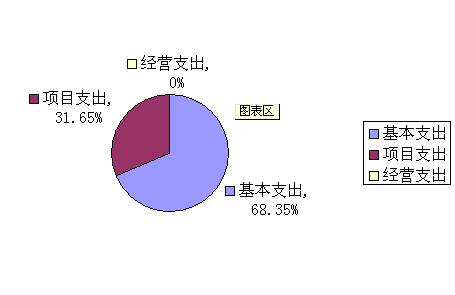 经营支出,
0%
项目支出,
31.65%
图表区
基本支出,
68.35%
基本支出
项目支出
经营支出